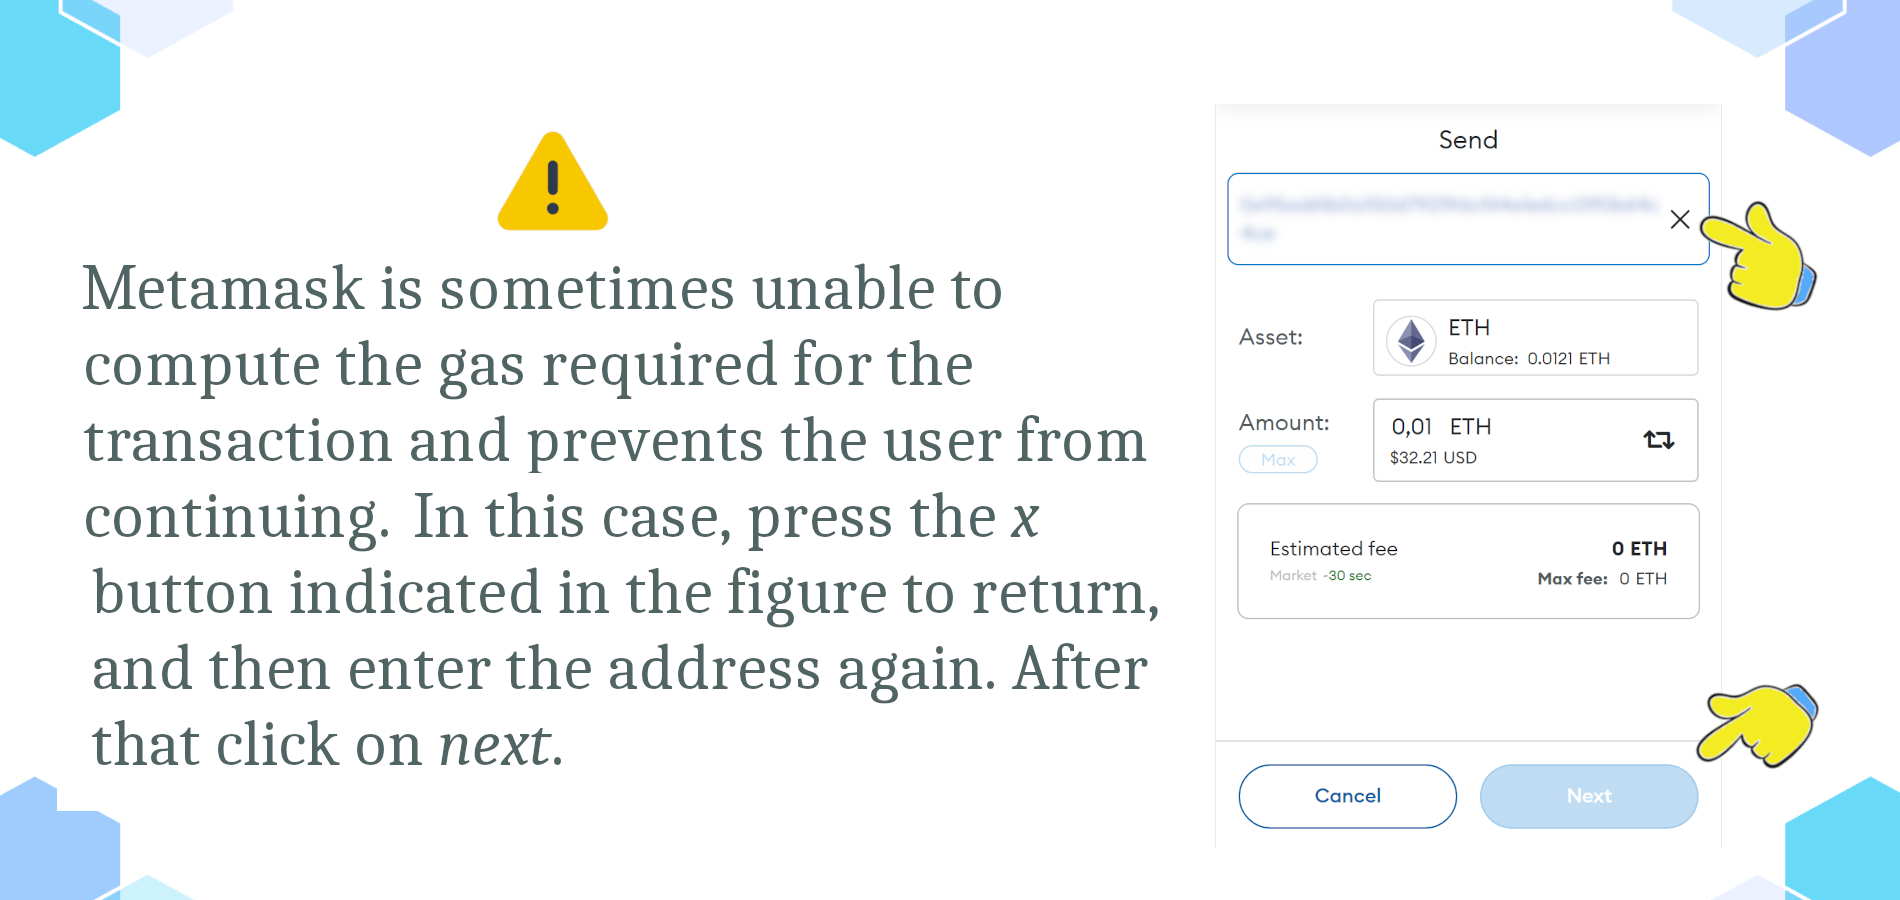 Metamask is sometimes unable to
compute the gas required for the
transaction and prevents the user from
continuing. In this case, press the x
button indicated in the figure to return,
and then enter the address again. After
that click on next.
Send
Asset:
ETH
Balance: 0.0121 ETH
Amount:
Max
0,01 ETH
$32.21 USD
Estimated fee
0 ETH
Market ~30 sec
Max fee: 0 ETH
Cancel
Next